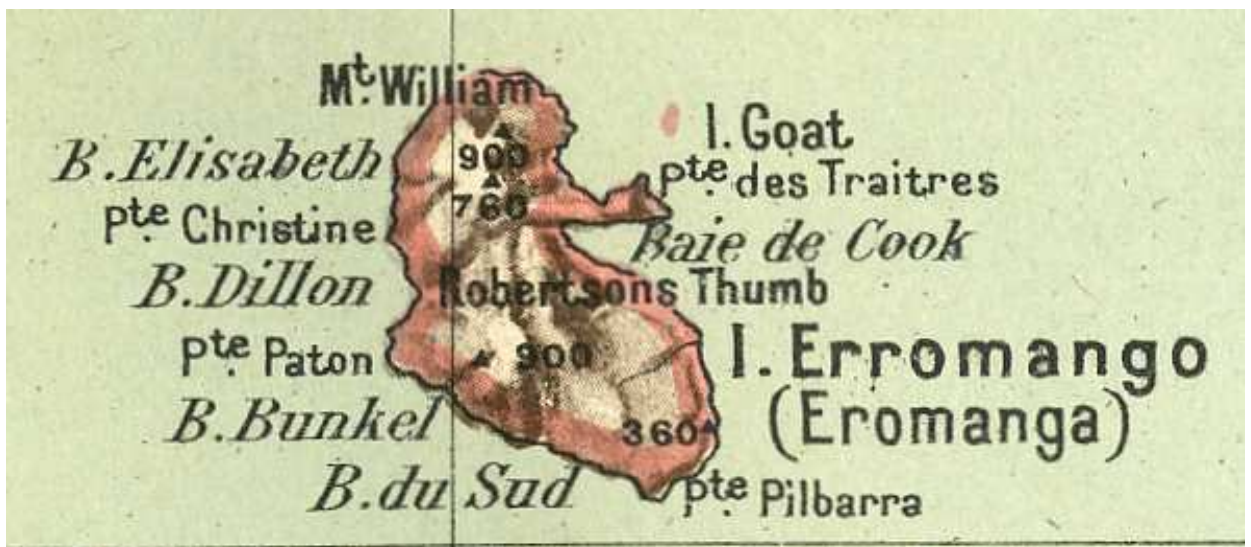 Mt. William
I. Goat
B. Elisabeth
900
pte. des Traitres
760
pte. Christine
Baie de Cook
B. Dillon
Robertsons Thumb
pte. Paton
900
I. Erromango
B. Bunkel
360
(Eromanga)
B. du Sud
pte Pilbarra